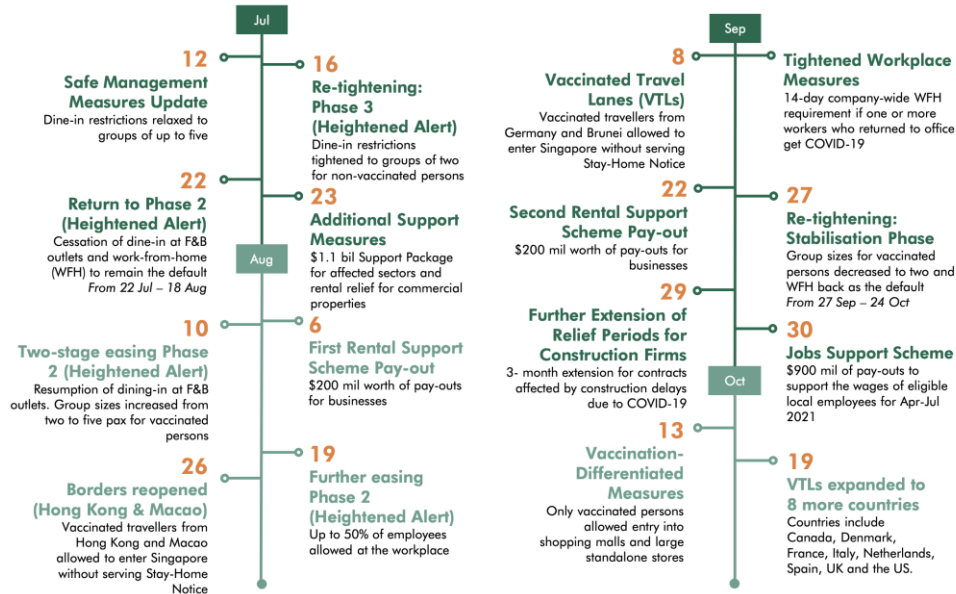 Jul
12
Safe Management
Measures Update
Dine-in restrictions relaxed to
groups of up to five
16
Re-tightening:
Phase 3
(Heightened Alert)
Dine-in restrictions
tightened to groups of two
for non-vaccinated persons
22
Return to Phase 2
(Heightened Alert)
Cessation of dine-in at F&B
outlets and work-from-home
(WFH) to remain the default
From 22 Jul – 18 Aug
23
Additional Support
Measures
$1.1 bil Support Package
for affected sectors and
rental relief for commercial
properties
Aug
6
First Rental Support
Scheme Pay-out
$200 mil worth of pay-outs
for businesses
10
Two-stage easing Phase
2 (Heightened Alert)
Resumption of dining-in at F&B
outlets. Group sizes increased from
two to five pax for vaccinated
persons
19
Further easing
Phase 2
(Heightened Alert)
Up to 50% of employees
allowed at the workplace
26
Borders reopened
(Hong Kong & Macao)
Vaccinated travellers from
Hong Kong and Macao
allowed to enter Singapore
without serving Stay-Home
Notice
Sep
8
Vaccinated Travel
Lanes (VTLs)
Vaccinated travellers from
Germany and Brunei allowed to
enter Singapore without serving
Stay-Home Notice
Tightened Workplace
Measures
14-day company-wide WFH
requirement if one or more
workers who returned to office
get COVID-19
22
Second Rental Support
Scheme Pay-out
$200 mil worth of pay-outs for
businesses
27
Re-tightening:
Stabilisation Phase
Group sizes for vaccinated
persons decreased to two and
WFH back as the default
From 27 Sep – 24 Oct
29
Further Extension of
Relief Periods for
Construction Firms
3- month extension for contracts
affected by construction delays
due to COVID-19
30
Jobs Support Scheme
$900 mil of pay-outs to
support the wages of eligible
local employees for Apr-Jul
2021
Oct
13
Vaccination-
Differentiated
Measures
Only vaccinated persons
allowed entry into
shopping malls and large
standalone stores
19
VTLs expanded to
8 more countries
Countries include
Canada, Denmark,
France, Italy, Netherlands,
Spain, UK and the US.